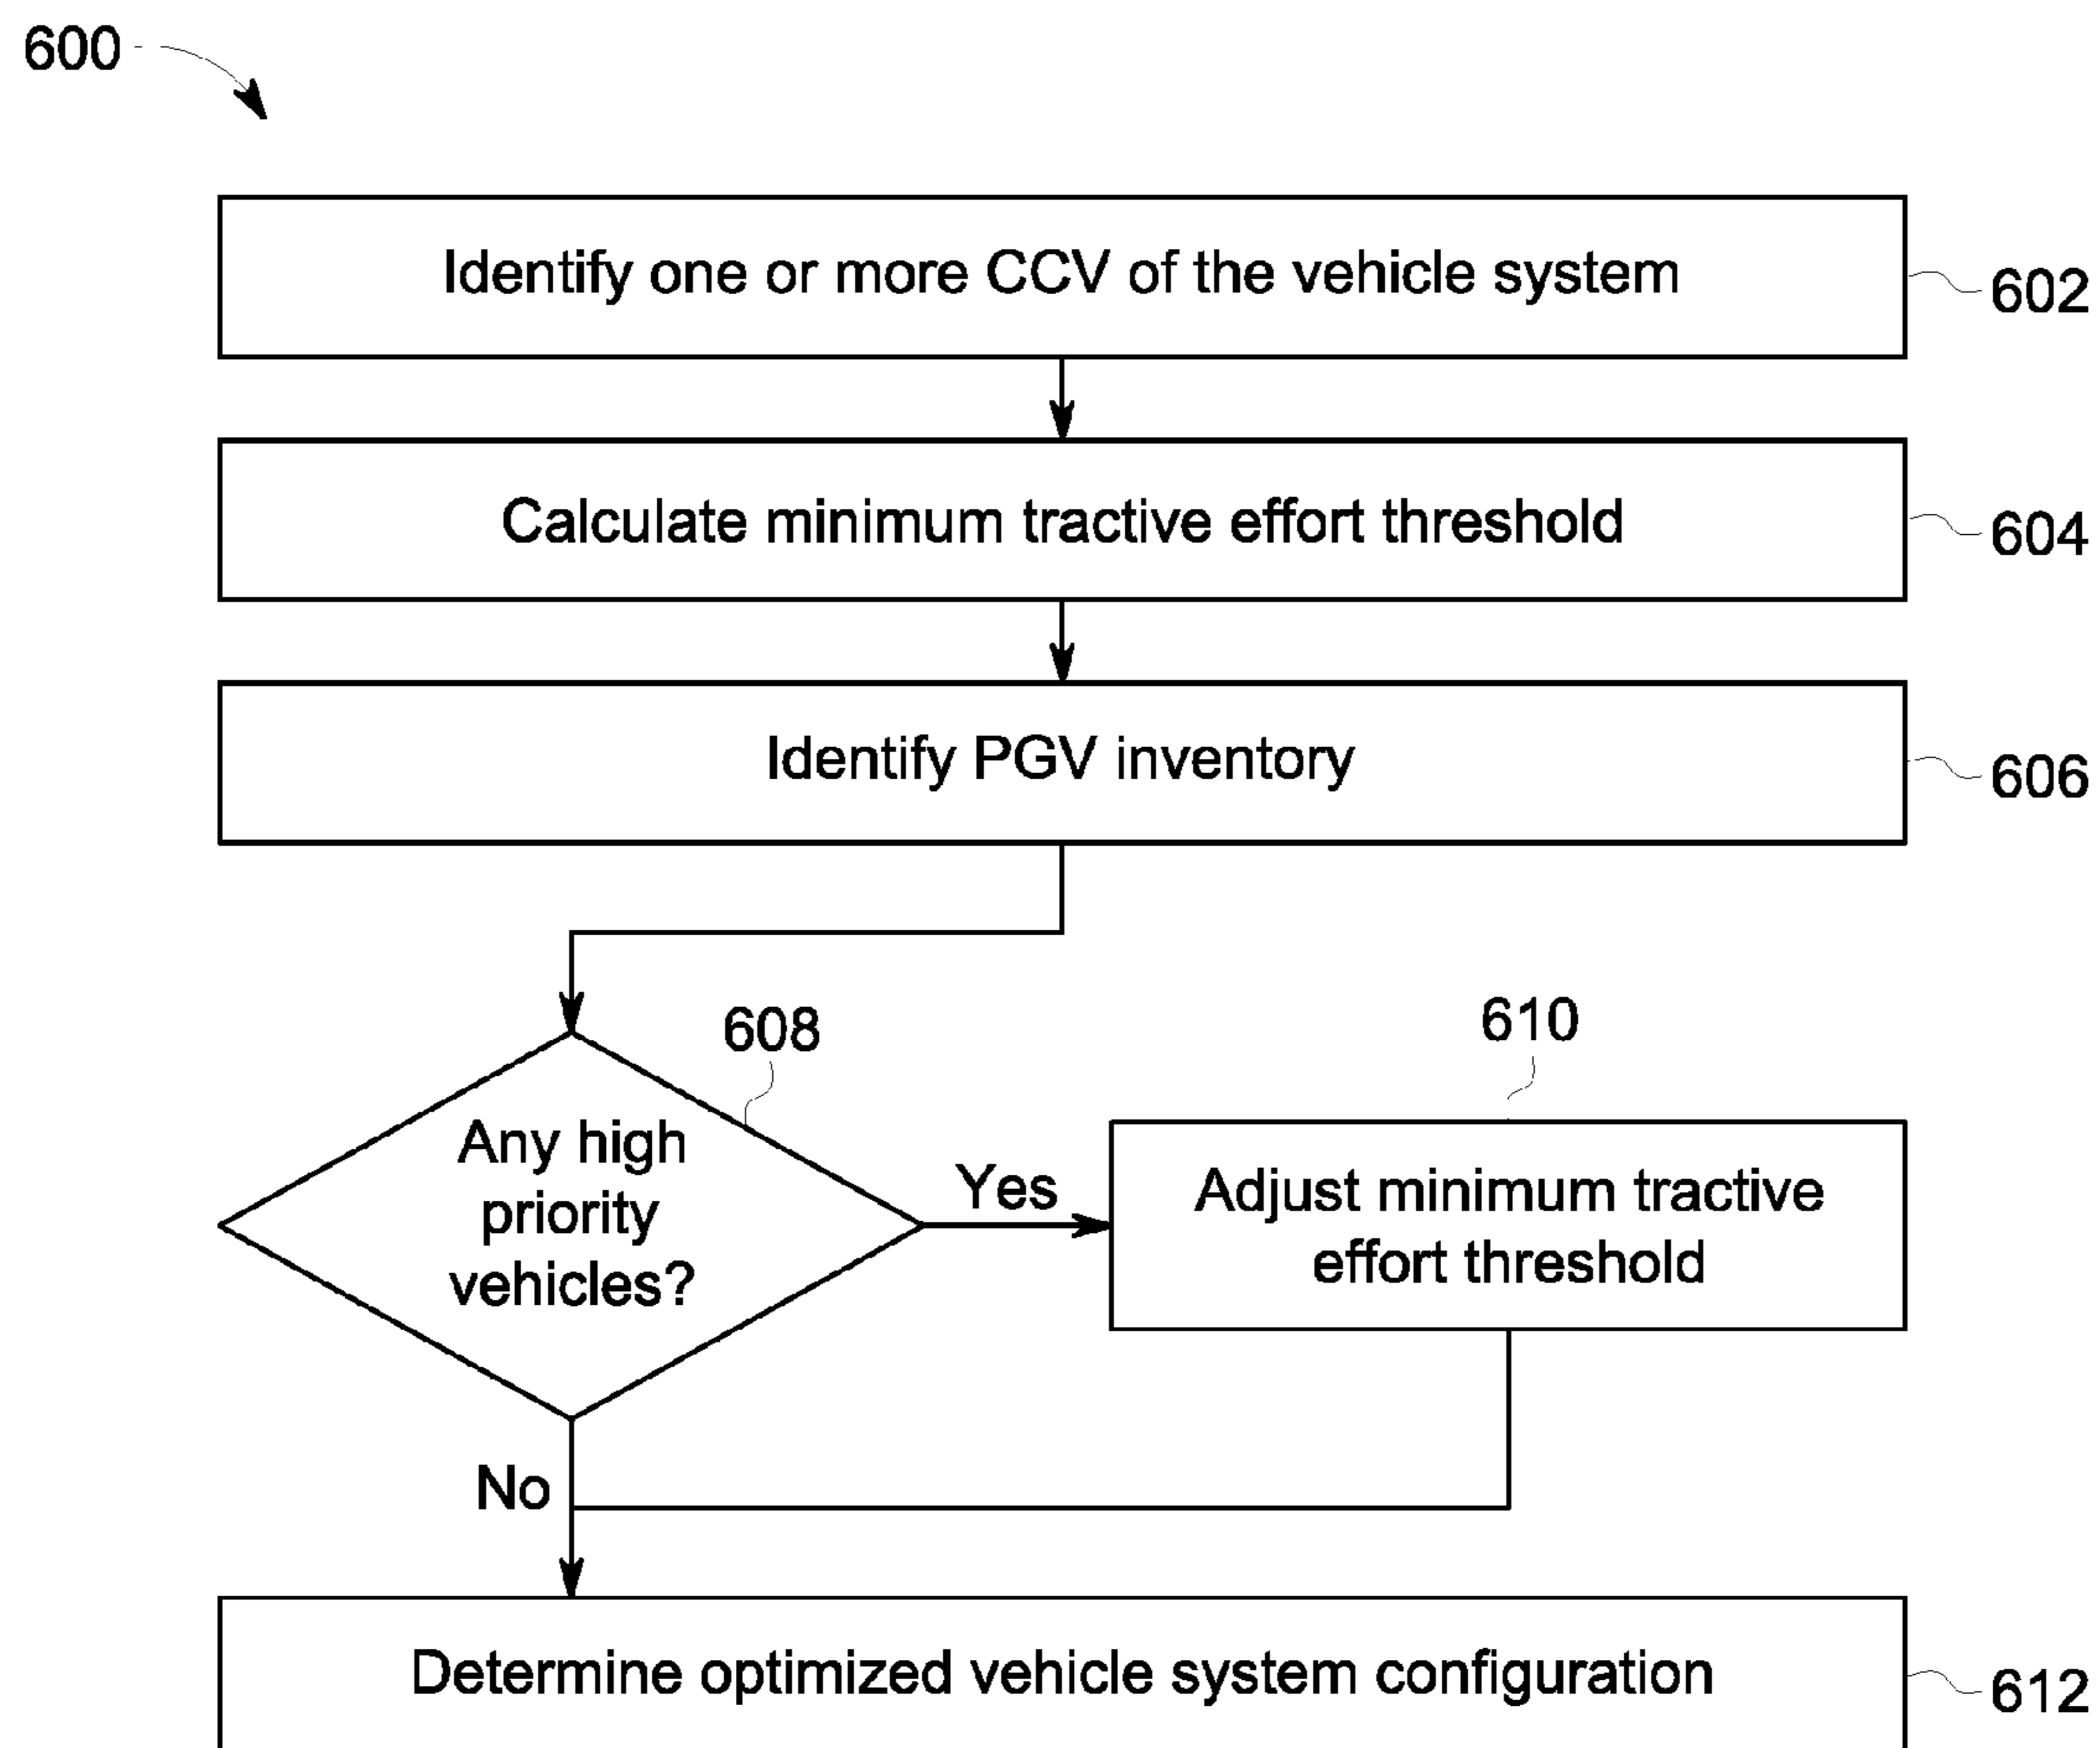 600
Identify one or more CCV of the vehicle system
602
Calculate minimum tractive effort threshold
604
Identify PGV inventory
606
608
610
Any high
priority
vehicles?
Yes
Adjust minimum tractive
effort threshold
No
Determine optimized vehicle system configuration
612